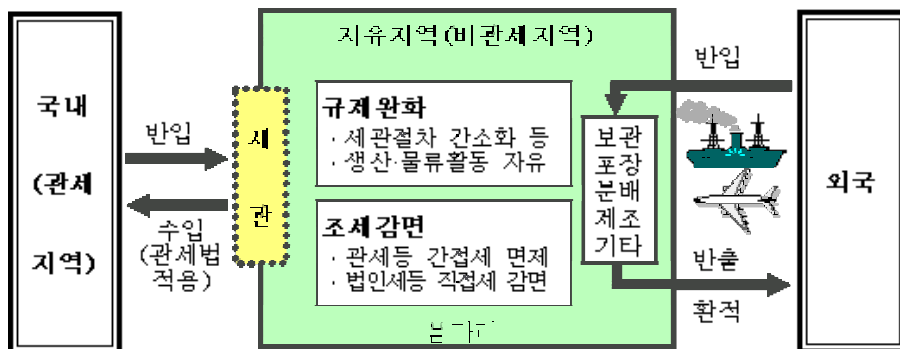 자유지역(비관세지역)
국내
(관세
지역)
반입
수입
(관세법
적용)
세
관
규제완화
· 세관절차 간소화 등
· 생산·물류활동 자유
조세감면
· 관세등 간접세 면제
· 법인세등 직접세 감면
보관
포장
분배
제조
기타
반입
반출
환적
외국